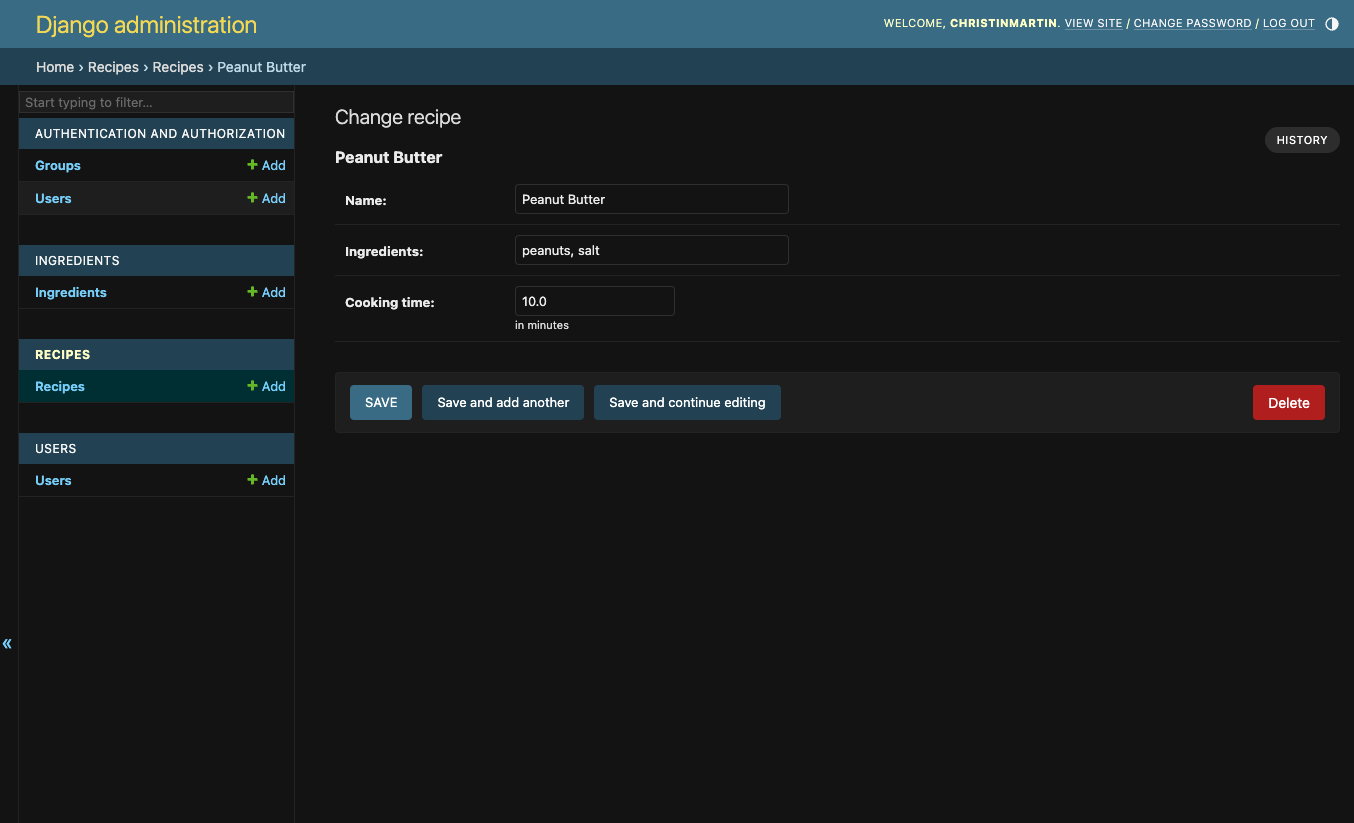 Django administration
WELCOME, CHRISTINMARTIN. VIEW SITE / CHANGE PASSWORD / LOG OUT
Home › Recipes › Recipes › Peanut Butter
Start typing to filter...
AUTHENTICATION AND AUTHORIZATION
Groups + Add
Users + Add
INGREDIENTS
Ingredients + Add
RECIPES
Recipes + Add
USERS
Users + Add
«
Change recipe
HISTORY
Peanut Butter
Name: Peanut Butter
Ingredients: peanuts, salt
Cooking time: 10.0
in minutes
SAVE Save and add another Save and continue editing Delete